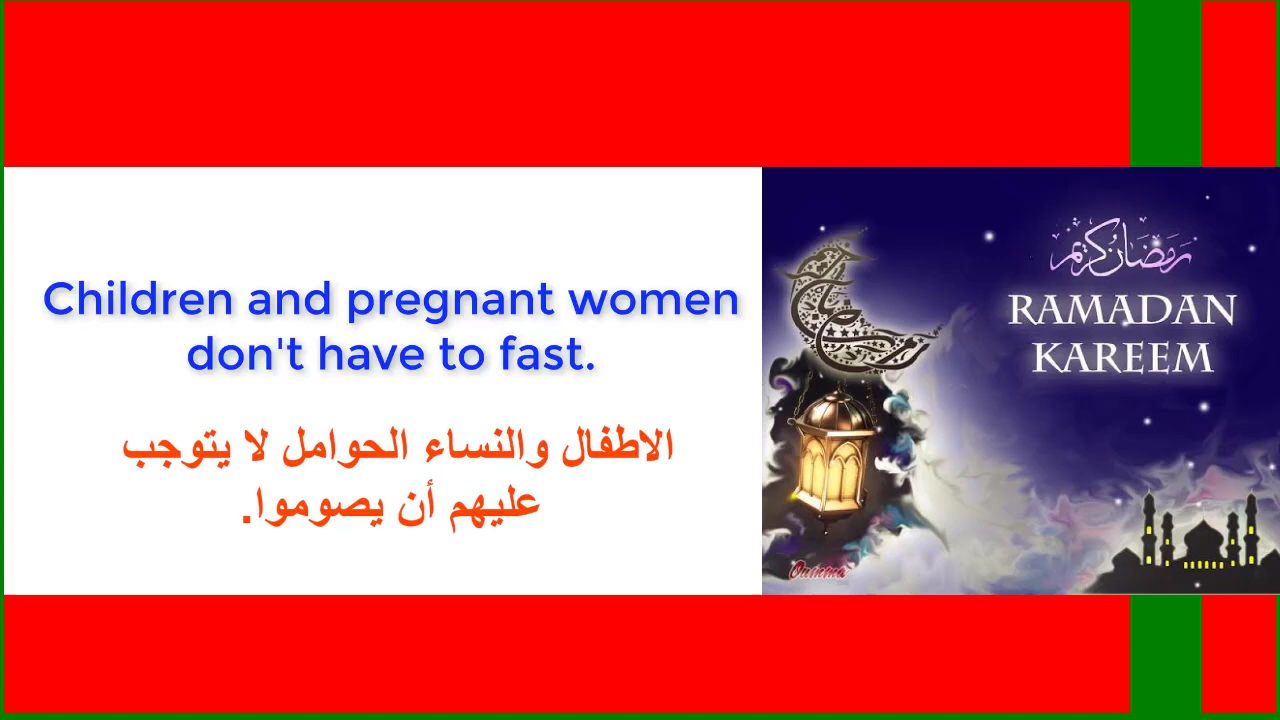 Children and pregnant women
don't have to fast.
الاطفال والنساء الحوامل لا يتوجب
عليهم أن يصوموا.
رمضان كريم
RAMADAN
KAREEM